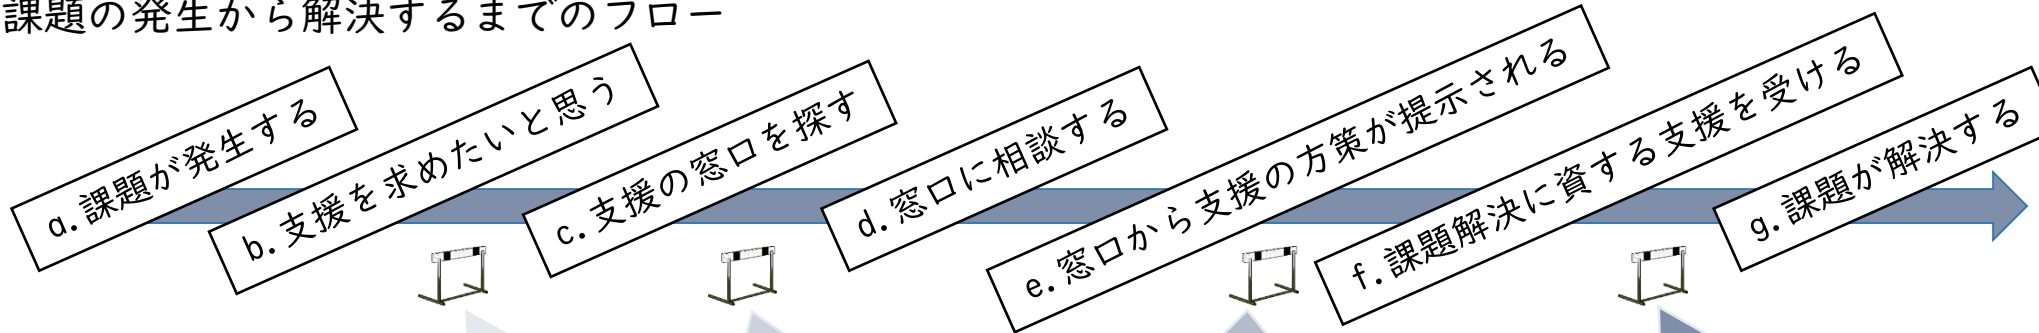 課題の発生から解決するまでのフロー
a.課題が発生する
b.支援を求めたいと思う
c.支援の窓口を探す
d.窓口に相談する
e.窓口から支援の方策が提示される
f.課題解決に資する支援を受ける
g.課題が解決する